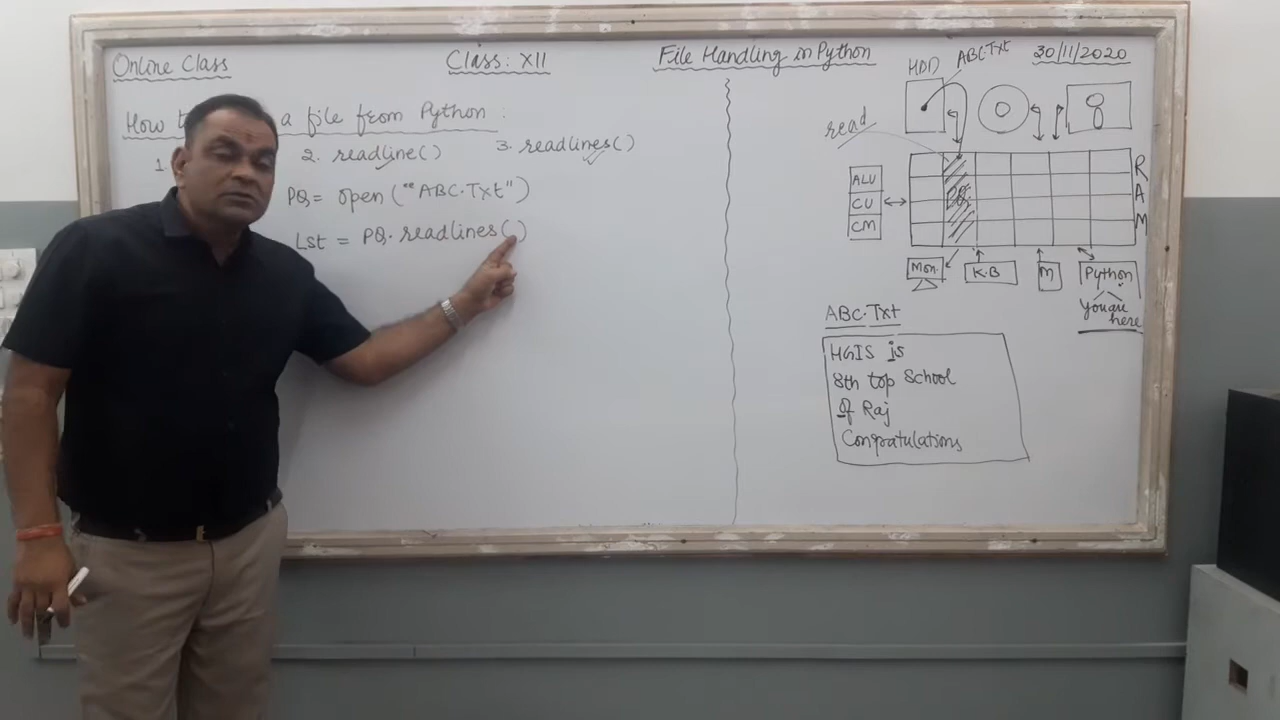 Online Class
Class: XII
File Handling in Python
30/11/2020
How a file from Python :
1.
2. readline()
3. readlines()
PQ = open("ABC.Txt")
Lst = PQ. readlines( )
HDD
ABC.Txt
read
ALU
CU
CM
PQ
RAM
Mon.
K.B
M
Python
You are
here
ABC.Txt
HGIS is
8th top School
of Raj
Congratulations